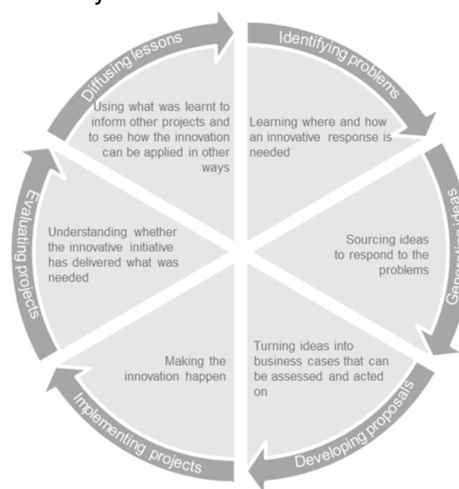 Identifying problems
Learning where and how
an innovative response is
needed
Generating ideas
Sourcing ideas
to respond to the
problems
Developing proposals
Turning ideas into
business cases that can
be assessed and acted
on
Implementing projects
Making the
innovation happen
Evaluating projects
Understanding whether
the innovative initiative
has delivered what was
needed
Diffusing lessons
Using what was learnt to
inform other projects and
to see how the innovation
can be applied in other
ways